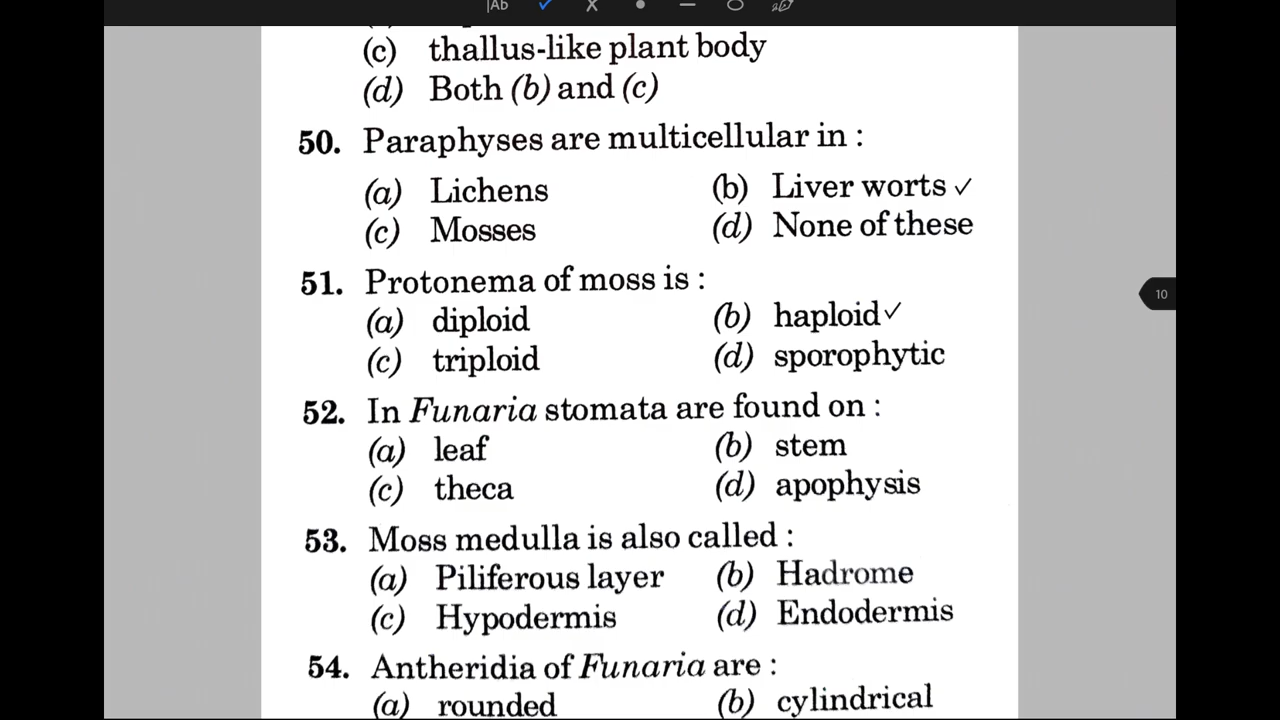 Ab
(c) thallus-like plant body
(d) Both (b) and (c)
50. Paraphyses are multicellular in :
(a) Lichens (b) Liver worts ✓
(c) Mosses (d) None of these
51. Protonema of moss is :
(a) diploid (b) haploid ✓
(c) triploid (d) sporophytic
10
52. In Funaria stomata are found on :
(a) leaf (b) stem
(c) theca (d) apophysis
53. Moss medulla is also called :
(a) Piliferous layer (b) Hadrome
(c) Hypodermis (d) Endodermis
54. Antheridia of Funaria are :
(a) rounded (b) cylindrical